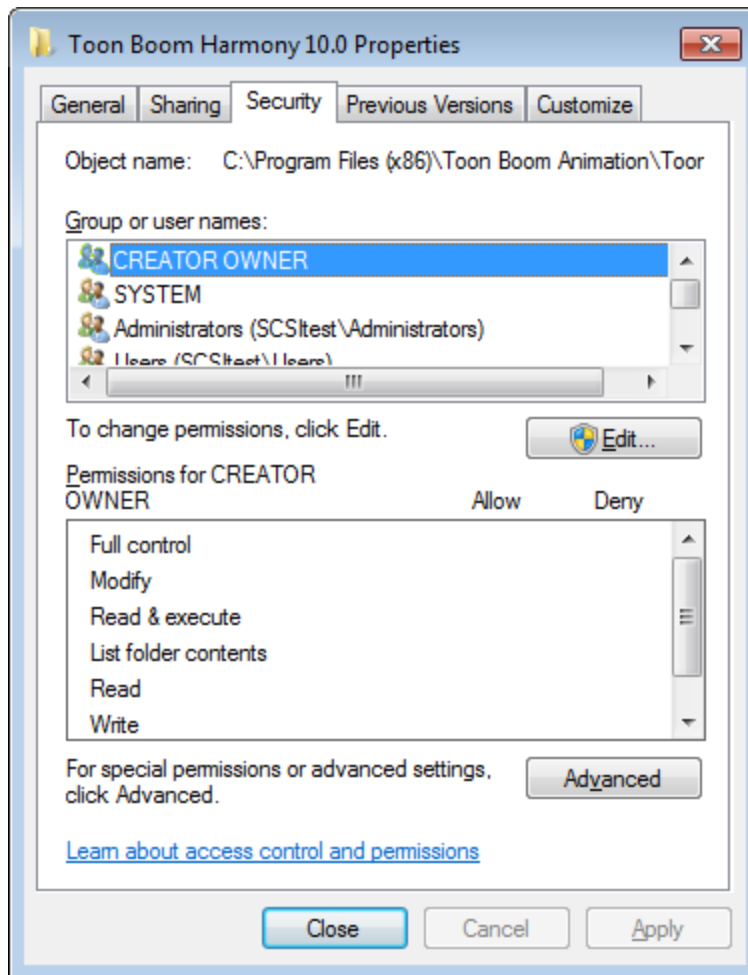 Toon Boom Harmony 10.0 Properties
General Sharing Security Previous Versions Customize
Object name: C:\Program Files (x86)\Toon Boom Animation\Toor
Group or user names:
CREATOR OWNER
SYSTEM
Administrators (SCSItest\Administrators)
Users (SCSItest\Users)
To change permissions, click Edit.
Edit...
Permissions for CREATOR
OWNER Allow Deny
Full control
Modify
Read & execute
List folder contents
Read
Write
For special permissions or advanced settings,
click Advanced.
Advanced
Learn about access control and permissions
Close Cancel Apply